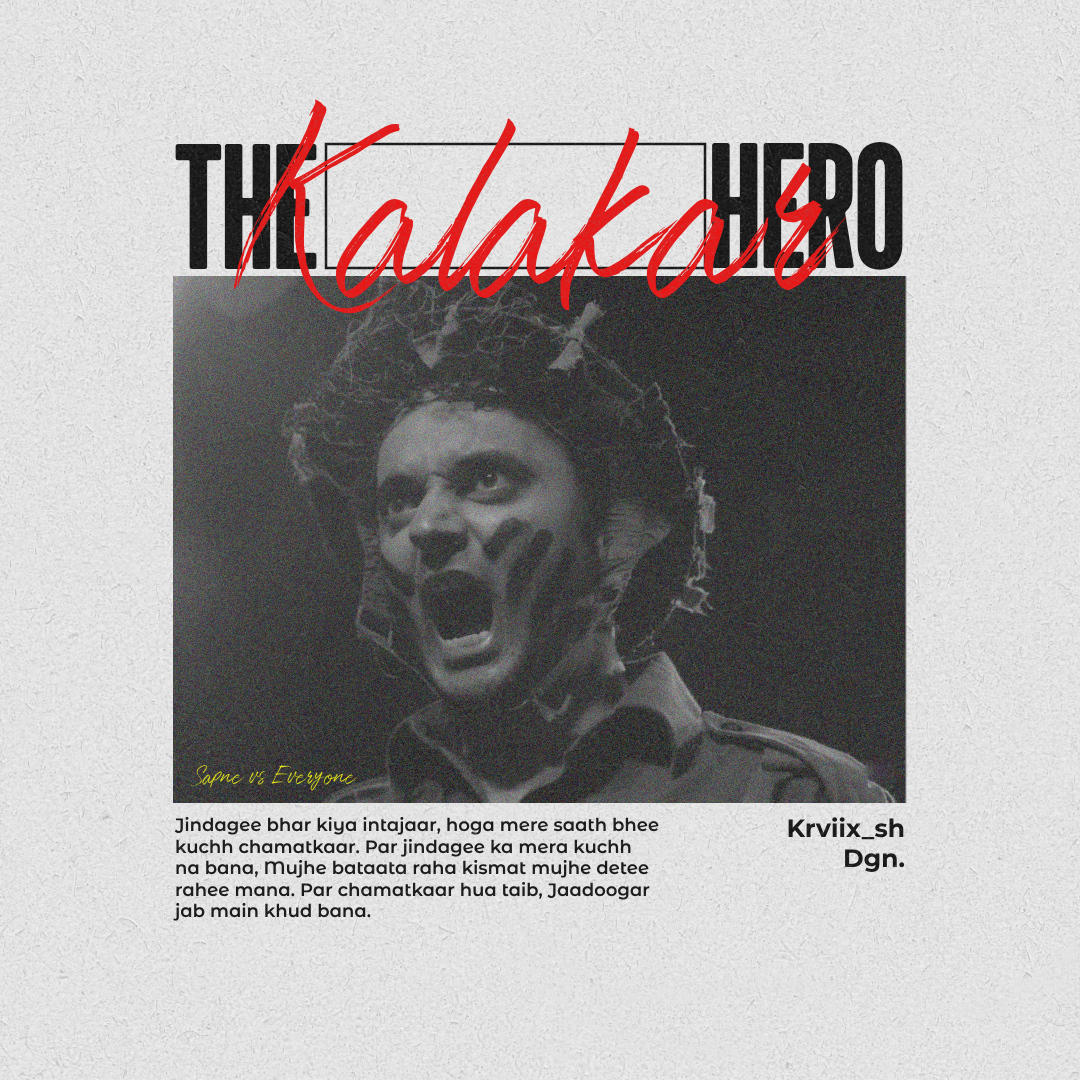 THE HERO
Kalakar
Sapne vs Everyone
Jindagee bhar kiya intajaar, hoga mere saath bhee
kuchh chamatkaar. Par jindagee ka mera kuchh
na bana, Mujhe bataata raha kismat mujhe detee
rahee mana. Par chamatkaar hua taib, Jaadoogar
jab main khud bana.
Krviix_sh
Dgn.